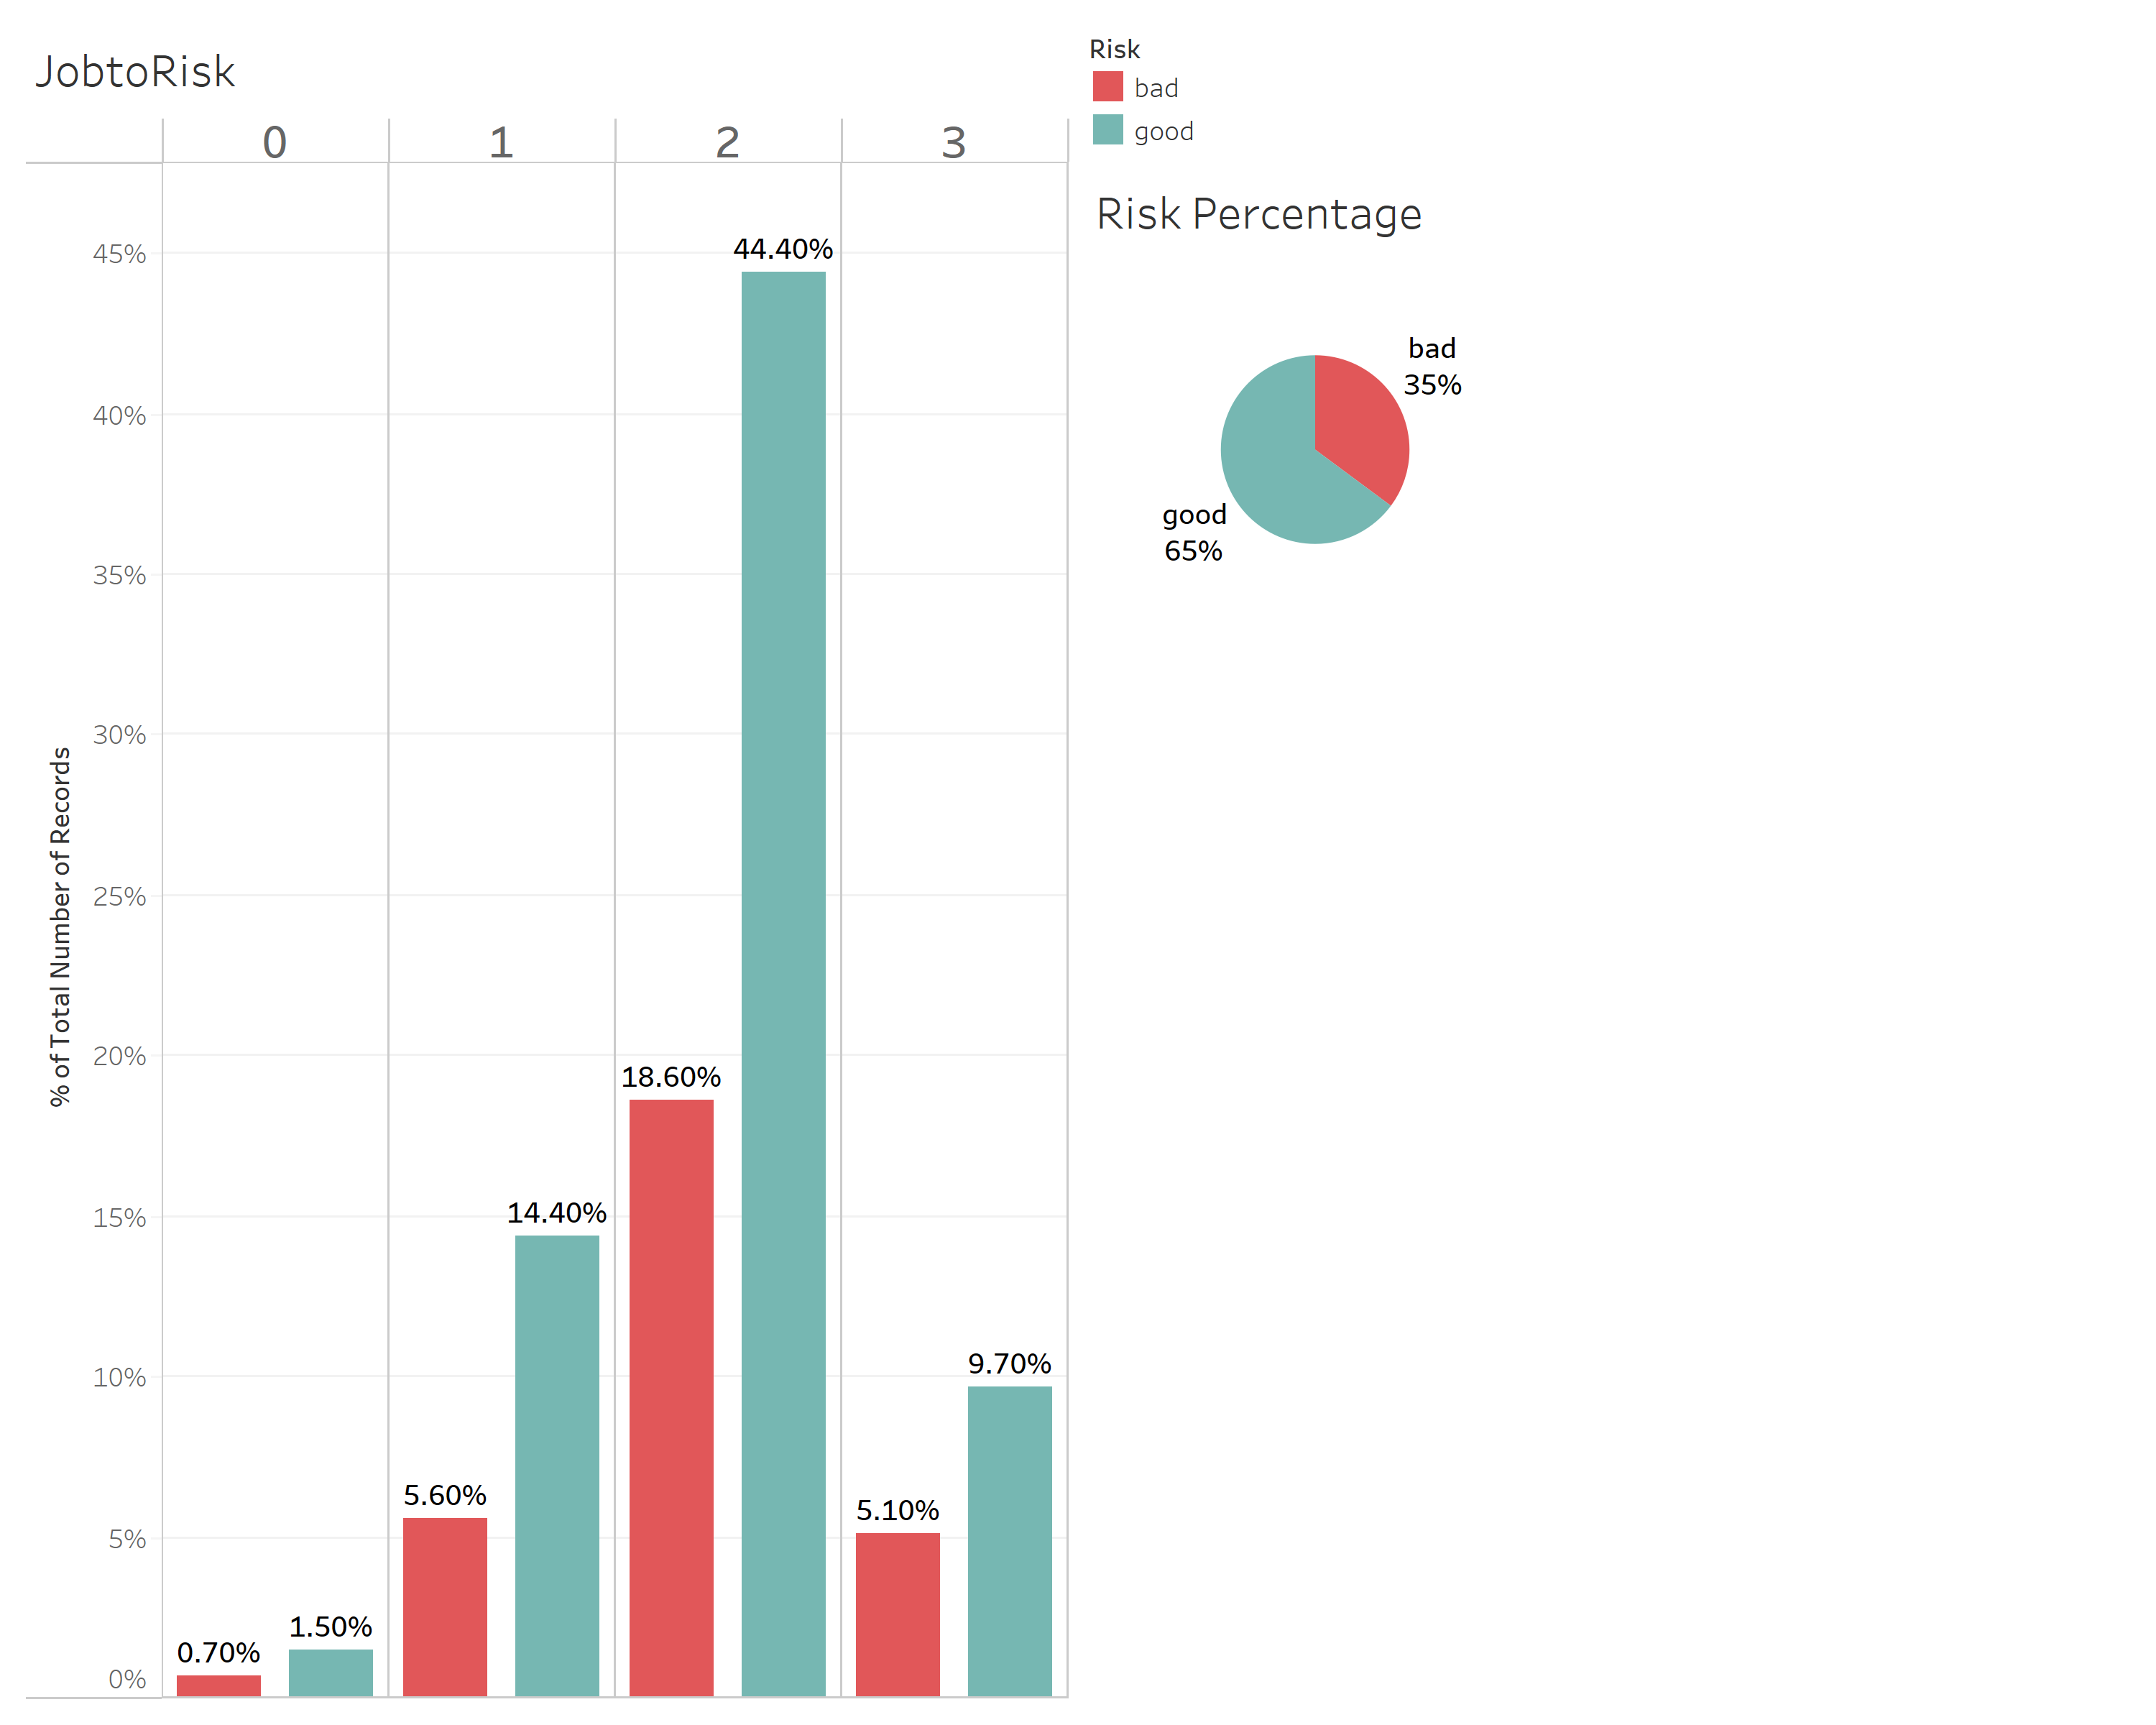 JobtoRisk
0 1 2 3
45%
40%
35%
30%
25%
20%
15%
10%
5%
0%
% of Total Number of Records
0.70%
1.50%
5.60%
14.40%
18.60%
44.40%
5.10%
9.70%
Risk
bad
good
Risk Percentage
bad
35%
good
65%